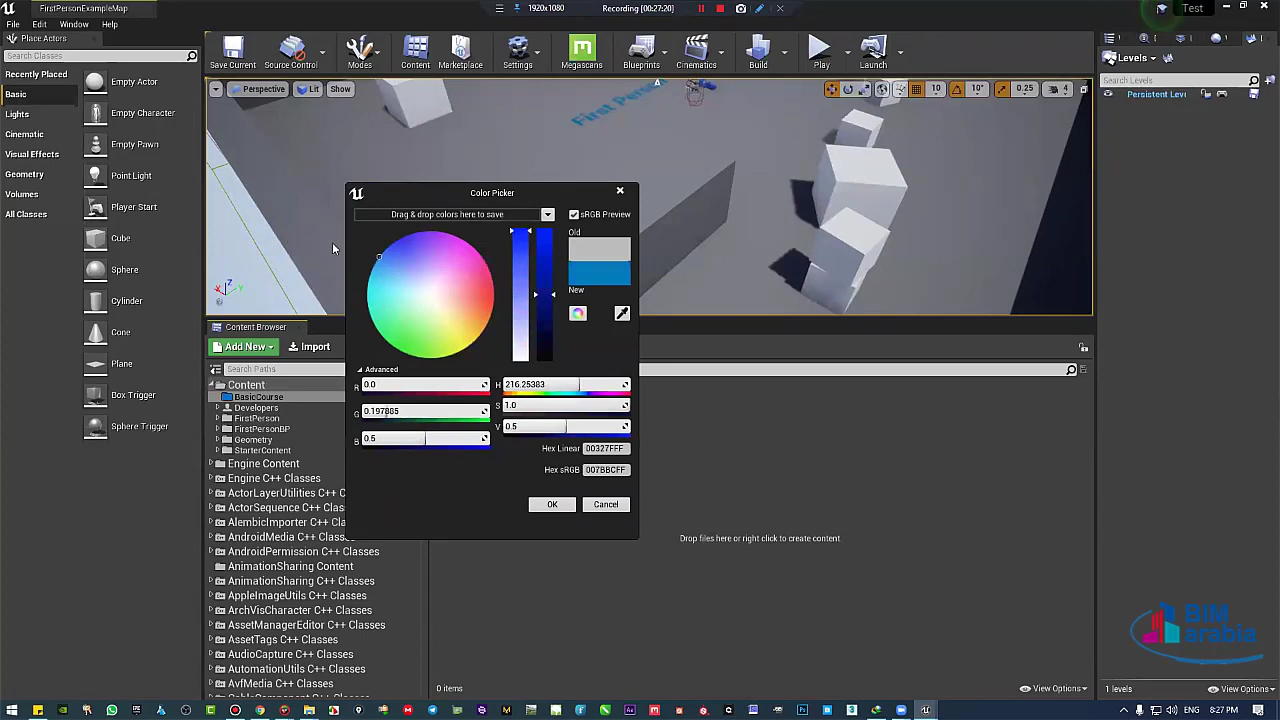 FirstPersonExampleMap
1920x1080
Recording [00:27:20]
Test
File
Edit
Window
Help
Place Actors
Search Classes
Recently Placed
Basic
Lights
Cinematic
Visual Effects
Geometry
Volumes
All Classes
Empty Actor
Empty Character
Empty Pawn
Point Light
Player Start
Cube
Sphere
Cylinder
Cone
Plane
Box Trigger
Sphere Trigger
Save Current
Source Control
Modes
Content
Marketplace
Settings
Megascans
Blueprints
Cinematics
Build
Play
Launch
Perspective
Lit
Show
10
10°
0.25
4
First Perso
X
Y
Z
Levels
Search Levels
Persistent Leve
Color Picker
Drag & drop colors here to save
sRGB Preview
Old
New
Advanced
R
0.0
G
0.197885
B
0.5
H
216.25383
S
1.0
V
0.5
Hex Linear
00327FFF
Hex sRGB
007BBCFF
OK
Cancel
Content Browser
Add New
Import
Search Paths
Content
BasicCourse
Developers
FirstPerson
FirstPersonBP
Geometry
StarterContent
Engine Content
Engine C++ Classes
ActorLayerUtilities C++ Cl
ActorSequence C++ Class
AlembicImporter C++ Clas
AndroidMedia C++ Classes
AndroidPermission C++ Classes
AnimationSharing Content
AnimationSharing C++ Classes
AppleImageUtils C++ Classes
ArchVisCharacter C++ Classes
AssetManagerEditor C++ Classes
AssetTags C++ Classes
AudioCapture C++ Classes
AutomationUtils C++ Classes
AvfMedia C++ Classes
Drop files here or right click to create content
0 items
View Options
1 levels
View Options
BIM
arabia
8:27 PM